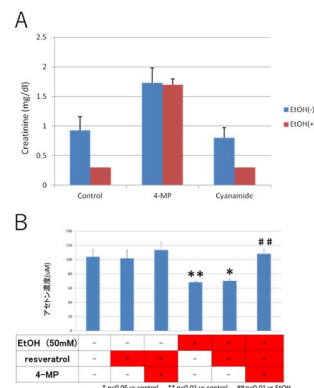 A
2.5
2
1.5
1
0.5
0
Creatinine (mg/dl)
Control 4-MP Cyanamide
EtOH(-)
EtOH(+
B
140
120
100
80
60
40
20
0
アセトン濃度(uM)
** * ##
EtOH (50mM) - - - + + +
resveratrol - + + - + +
4-MP - - + - - +
* p<0.05 vs control ** p<0.01 vs control ## p<0.01 vs EtOH